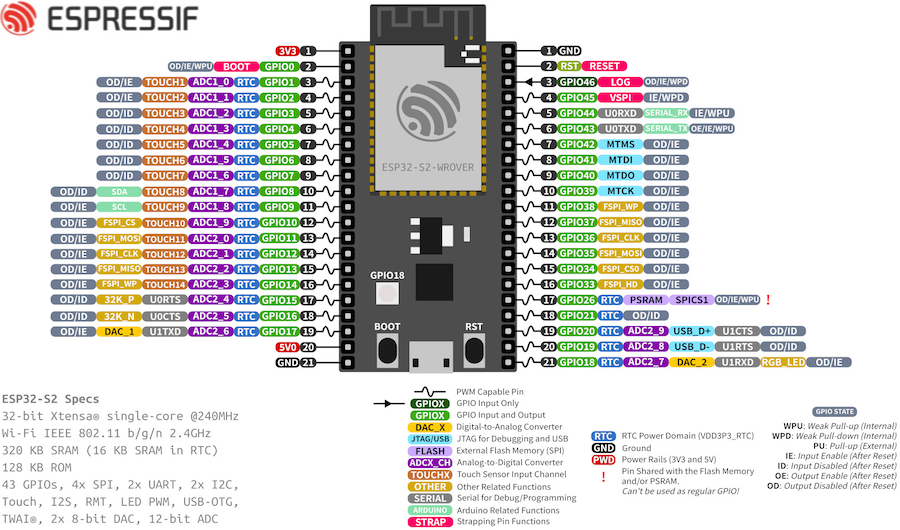 ESPRESSIF
3V3 1
OD/IE/WPU BOOT GPIO0 2
OD/IE TOUCH1 ADC1_0 RTC GPIO1 3
OD/IE TOUCH2 ADC1_1 RTC GPIO2 4
OD/ID TOUCH3 ADC1_2 RTC GPIO3 5
OD/ID TOUCH4 ADC1_3 RTC GPIO4 6
OD/ID TOUCH5 ADC1_4 RTC GPIO5 7
OD/ID TOUCH6 ADC1_5 RTC GPIO6 8
OD/ID TOUCH7 ADC1_6 RTC GPIO7 9
OD/ID SDA TOUCH8 ADC1_7 RTC GPIO8 10
OD/IE SCL TOUCH9 ADC1_8 RTC GPIO9 11
OD/IE FSPI_CS TOUCH10 ADC1_9 RTC GPIO10 12
OD/IE FSPI_MOSI TOUCH11 ADC2_0 RTC GPIO11 13
OD/IE FSPI_CLK TOUCH12 ADC2_1 RTC GPIO12 14
OD/IE FSPI_MISO TOUCH13 ADC2_2 RTC GPIO13 15
OD/IE FSPI_WP TOUCH14 ADC2_3 RTC GPIO14 16
OD/ID 32K_P U0RTS ADC2_4 RTC GPIO15 17
OD/ID 32K_N U0CTS ADC2_5 RTC GPIO16 18
OD/IE DAC_1 U1TXD ADC2_6 RTC GPIO17 19
5V0 20
GND 21
ESP32-S2-WROVER
GPIO18
BOOT
RST
1 GND
2 RST RESET
3 GPIO46 LOG OD/IE/WPD
4 GPIO45 VSPI IE/WPD
5 GPIO44 U0RXD SERIAL_RX IE/WPU
6 GPIO43 U0TXD SERIAL_TX OE/IE/WPU
7 GPIO42 MTMS OD/IE
8 GPIO41 MTDI OD/IE
9 GPIO40 MTDO OD/IE
10 GPIO39 MTCK OD/IE
11 GPIO38 FSPI_WP OD/IE
12 GPIO37 FSPI_MISO OD/IE
13 GPIO36 FSPI_CLK OD/IE
14 GPIO35 FSPI_MOSI OD/IE
15 GPIO34 FSPI_CS0 OD/IE
16 GPIO33 FSPI_HD OD/IE
17 GPIO26 RTC PSRAM SPICS1 OD/IE/WPU !
18 GPIO21 RTC OD/ID
19 GPIO20 RTC ADC2_9 USB_D+ U1CTS OD/ID
20 GPIO19 RTC ADC2_8 USB_D- U1RTS OD/ID
21 GPIO18 RTC ADC2_7 DAC_2 U1RXD RGB_LED OD/IE
ESP32-S2 Specs
32-bit Xtensa® single-core @240MHz
Wi-Fi IEEE 802.11 b/g/n 2.4GHz
320 KB SRAM (16 KB SRAM in RTC)
128 KB ROM
43 GPIOs, 4x SPI, 2x UART, 2x I2C,
Touch, I2S, RMT, LED PWM, USB-OTG,
TWAI®, 2x 8-bit DAC, 12-bit ADC
PWM Capable Pin
GPIOX GPIO Input Only
GPIOX GPIO Input and Output
DAC_X Digital-to-Analog Converter
JTAG/USB JTAG for Debugging and USB
FLASH External Flash Memory (SPI)
ADCX_CH Analog-to-Digital Converter
TOUCHX Touch Sensor Input Channel
OTHER Other Related Functions
SERIAL Serial for Debug/Programming
ARDUINO Arduino Related Functions
STRAP Strapping Pin Functions
RTC RTC Power Domain (VDD3P3_RTC)
GND Ground
PWD Power Rails (3V3 and 5V)
! Pin Shared with the Flash Memory
and/or PSRAM.
Can't be used as regular GPIO!
GPIO STATE
WPU: Weak Pull-up (Internal)
WPD: Weak Pull-down (Internal)
PU: Pull-up (External)
IE: Input Enable (After Reset)
ID: Input Disabled (After Reset)
OE: Output Enable (After Reset)
OD: Output Disabled (After Reset)